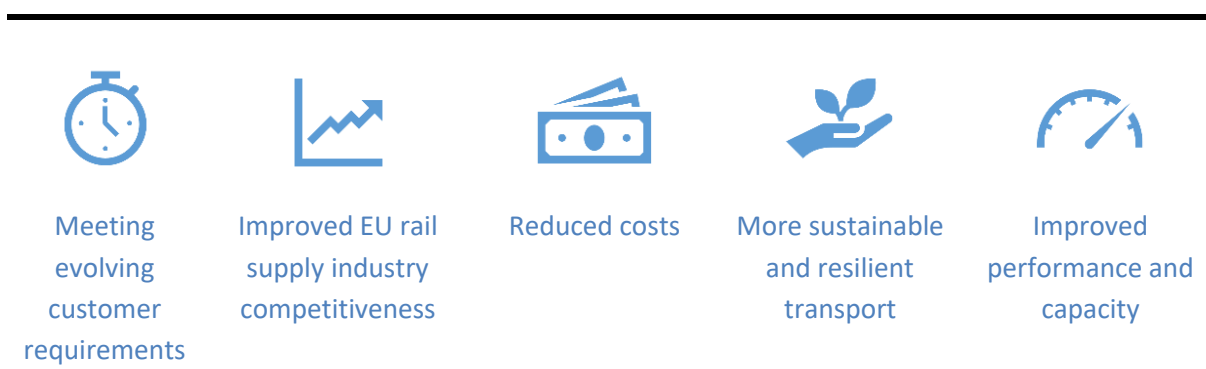 Meeting
evolving
customer
requirements
Improved EU rail
supply industry
competitiveness
Reduced costs
More sustainable
and resilient
transport
Improved
performance and
capacity